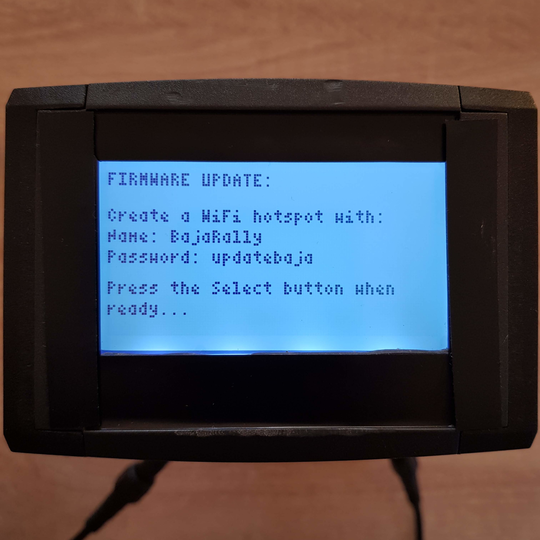 FIRMWARE UPDATE:
Create a WiFi hotspot with:
Name: BajaRally
Password: updatebaja
Press the Select button when
ready...